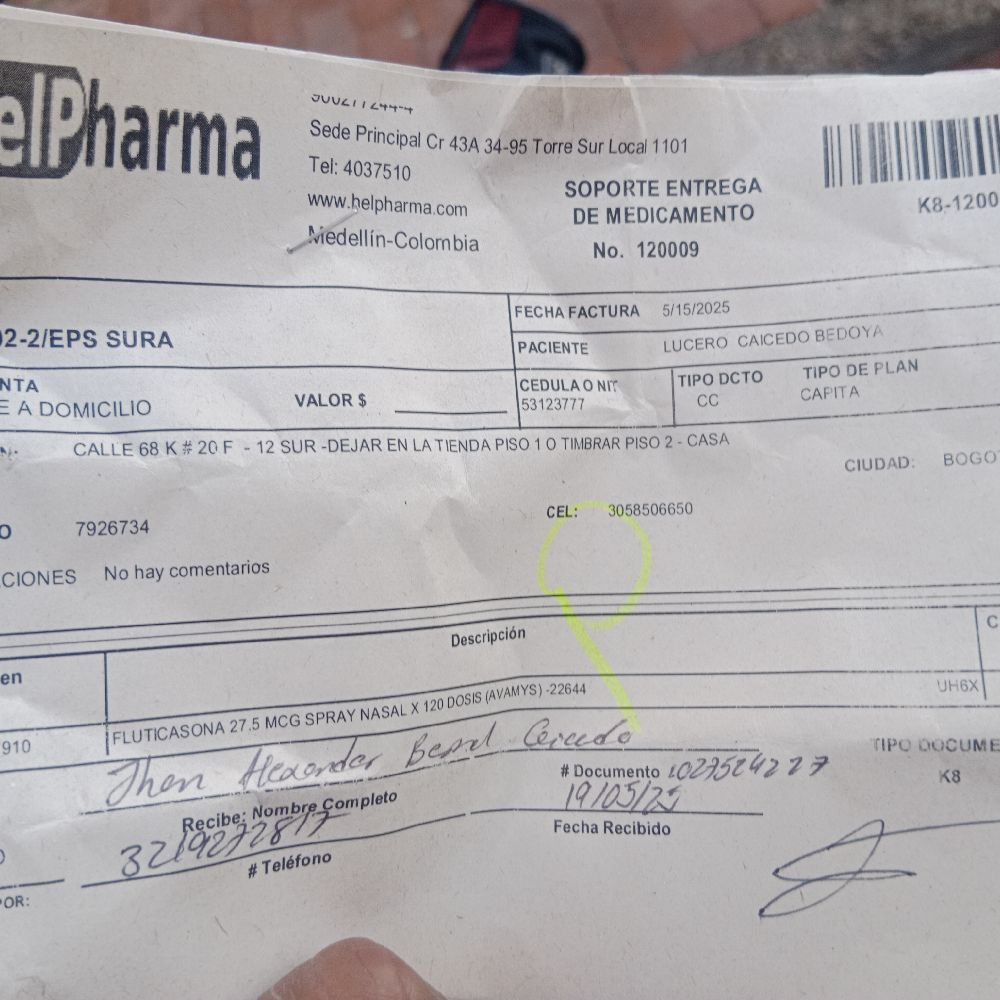 elPharma
Sede Principal Cr 43A 34-95 Torre Sur Local 1101
Tel: 4037510
www.helpharma.com
Medellín-Colombia
SOPORTE ENTREGA
DE MEDICAMENTO
No. 120009
K8-1200
02-2/EPS SURA
FECHA FACTURA 5/15/2025
PACIENTE LUCERO CAICEDO BEDOYA
NTA
E A DOMICILIO
VALOR $
CEDULA O NIT
53123777
TIPO DCTO
CC
TIPO DE PLAN
CAPITA
CALLE 68 K # 20 F - 12 SUR -DEJAR EN LA TIENDA PISO 1 O TIMBRAR PISO 2 - CASA
CIUDAD: BOGOT
O 7926734
CEL: 3058506650
CIONES No hay comentarios
Descripción
C
en
910
FLUTICASONA 27.5 MCG SPRAY NASAL X 120 DOSIS (AVAMYS) -22644
UH6X
Jhon Alexander
Recibe: Nombre Completo
# Documento 1027524227
TIPO DOCUME
K8
19/05/25
Fecha Recibido
3219272817
# Teléfono
POR: